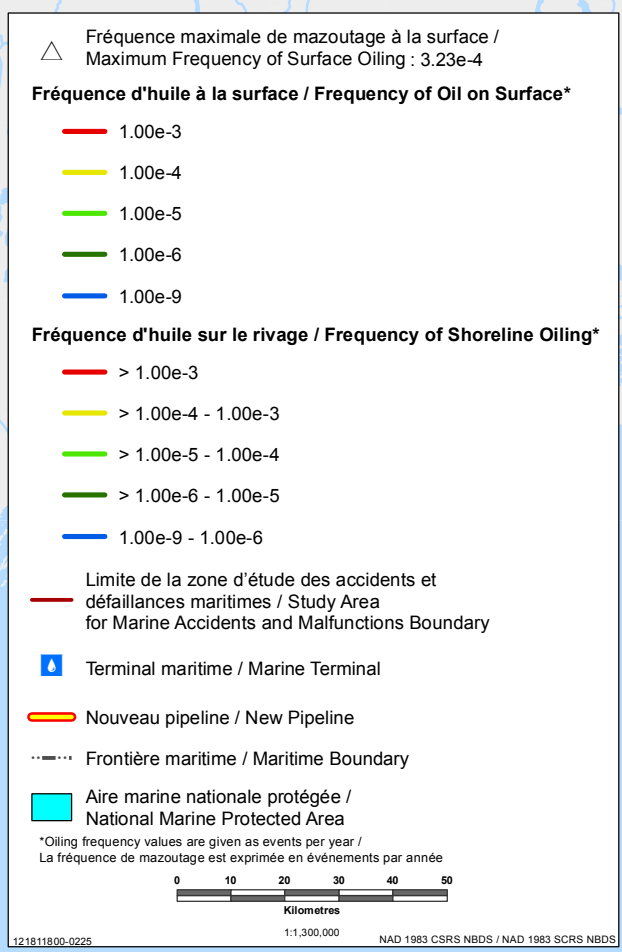 Fréquence maximale de mazoutage à la surface /
Maximum Frequency of Surface Oiling : 3.23e-4
Fréquence d'huile à la surface / Frequency of Oil on Surface*
1.00e-3
1.00e-4
1.00e-5
1.00e-6
1.00e-9
Fréquence d'huile sur le rivage / Frequency of Shoreline Oiling*
> 1.00e-3
> 1.00e-4 - 1.00e-3
> 1.00e-5 - 1.00e-4
> 1.00e-6 - 1.00e-5
1.00e-9 - 1.00e-6
Limite de la zone d'étude des accidents et
défaillances maritimes / Study Area
for Marine Accidents and Malfunctions Boundary
Terminal maritime / Marine Terminal
Nouveau pipeline / New Pipeline
Frontière maritime / Maritime Boundary
Aire marine nationale protégée /
National Marine Protected Area
*Oiling frequency values are given as events per year /
La fréquence de mazoutage est exprimée en événements par année
0 10 20 30 40 50
Kilometres
1:1,300,000
121811800-0225 NAD 1983 CSRS NBDS / NAD 1983 SCRS NBDS